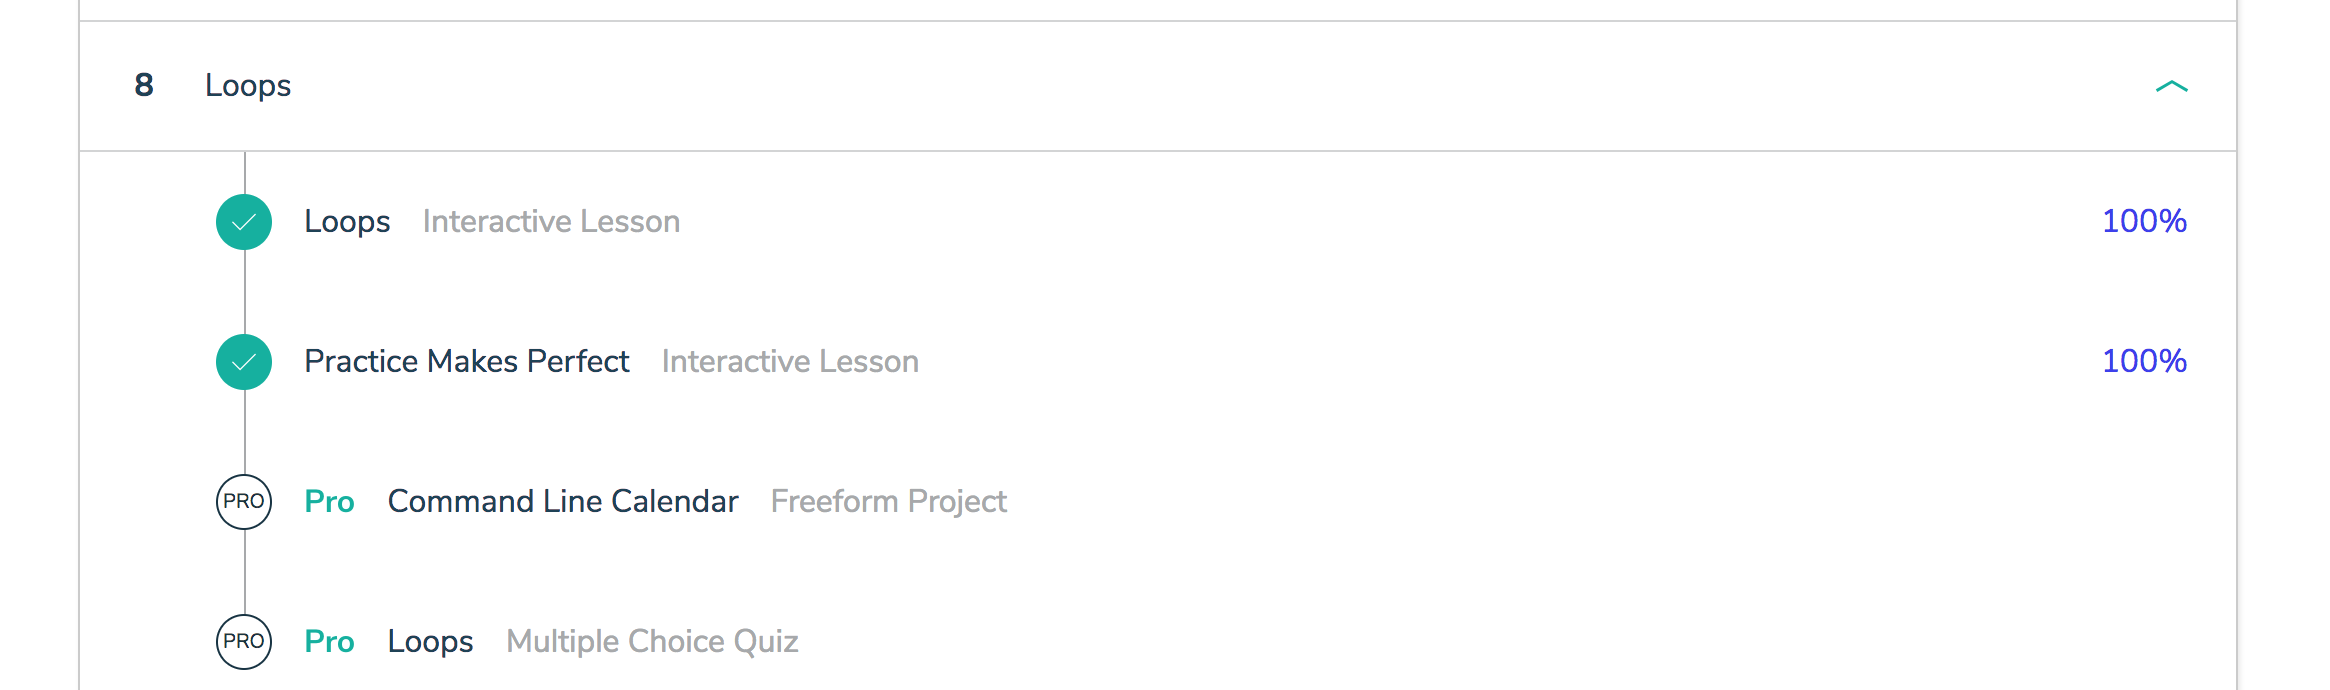 8 Loops
Loops Interactive Lesson 100%
Practice Makes Perfect Interactive Lesson 100%
PRO Pro Command Line Calendar Freeform Project
PRO Pro Loops Multiple Choice Quiz